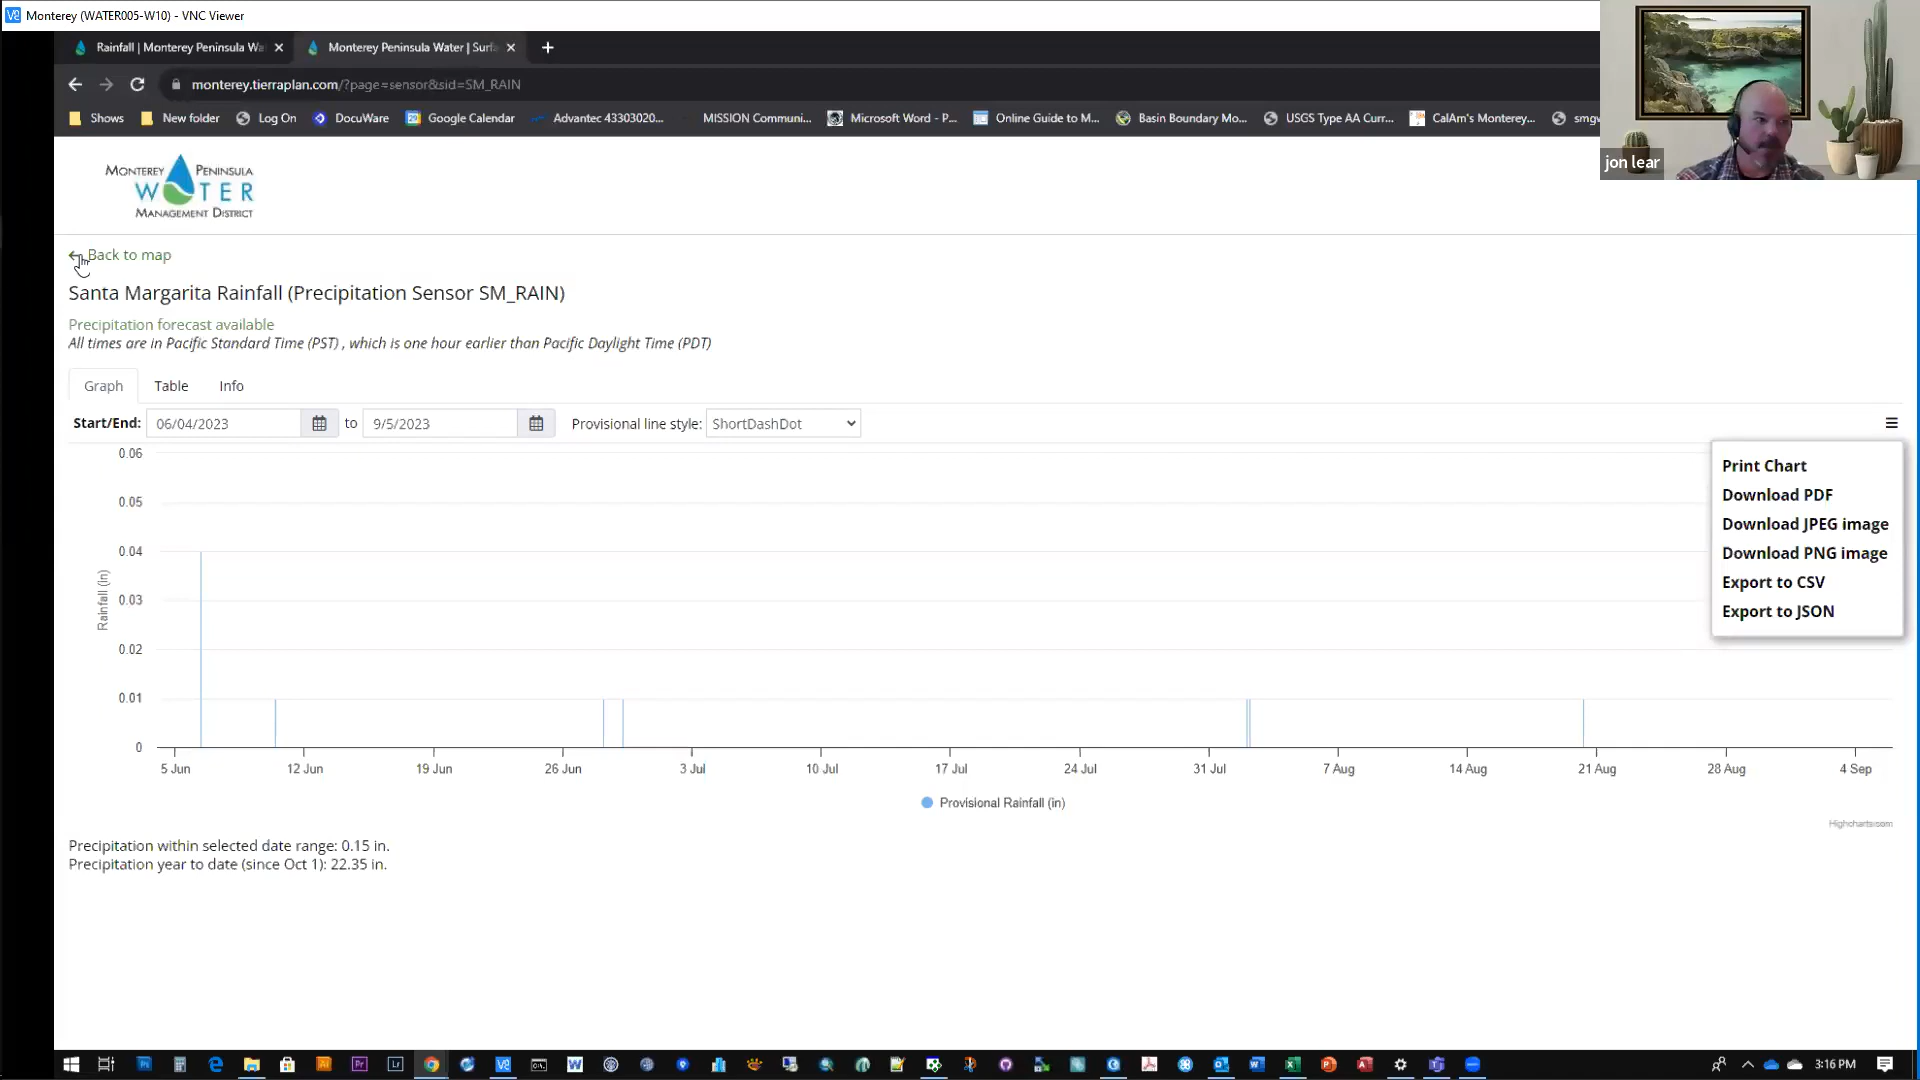 Monterey (WATER005-W10) - VNC Viewer
Rainfall | Monterey Peninsula Wa
Monterey Peninsula Water | Surf
monterey.tierraplan.com/?page=sensor&sid=SM_RAIN
Shows New folder Log On DocuWare Google Calendar Advantec 43303020... MISSION Communi... Microsoft Word - P... Online Guide to M... Basin Boundary Mo... USGS Type AA Curr... CalAm's Monterey... smgw
jon lear
MONTEREY PENINSULA
WATER
MANAGEMENT DISTRICT
Back to map
Santa Margarita Rainfall (Precipitation Sensor SM_RAIN)
Precipitation forecast available
All times are in Pacific Standard Time (PST) , which is one hour earlier than Pacific Daylight Time (PDT)
Graph Table Info
Start/End: 06/04/2023 to 9/5/2023 Provisional line style: ShortDashDot
Print Chart
Download PDF
Download JPEG image
Download PNG image
Export to CSV
Export to JSON
Rainfall (in)
0.06
0.05
0.04
0.03
0.02
0.01
0
5 Jun 12 Jun 19 Jun 26 Jun 3 Jul 10 Jul 17 Jul 24 Jul 31 Jul 7 Aug 14 Aug 21 Aug 28 Aug 4 Sep
Provisional Rainfall (in)
Highcharts.com
Precipitation within selected date range: 0.15 in.
Precipitation year to date (since Oct 1): 22.35 in.
3:16 PM